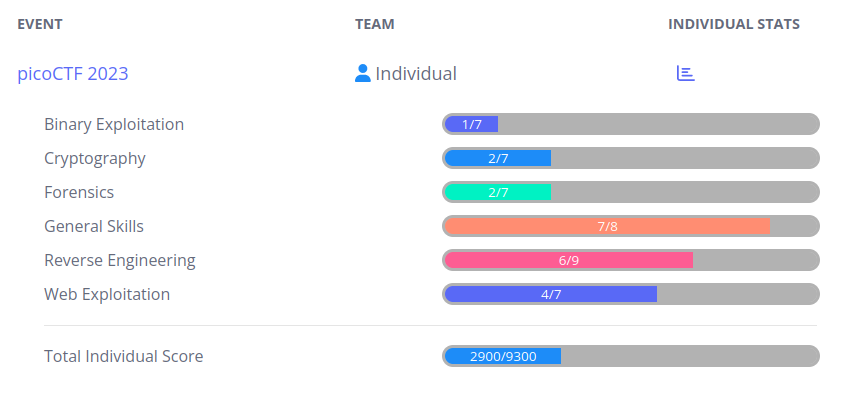 EVENT TEAM INDIVIDUAL STATS
picoCTF 2023 Individual
Binary Exploitation 1/7
Cryptography 2/7
Forensics 2/7
General Skills 7/8
Reverse Engineering 6/9
Web Exploitation 4/7
Total Individual Score 2900/9300